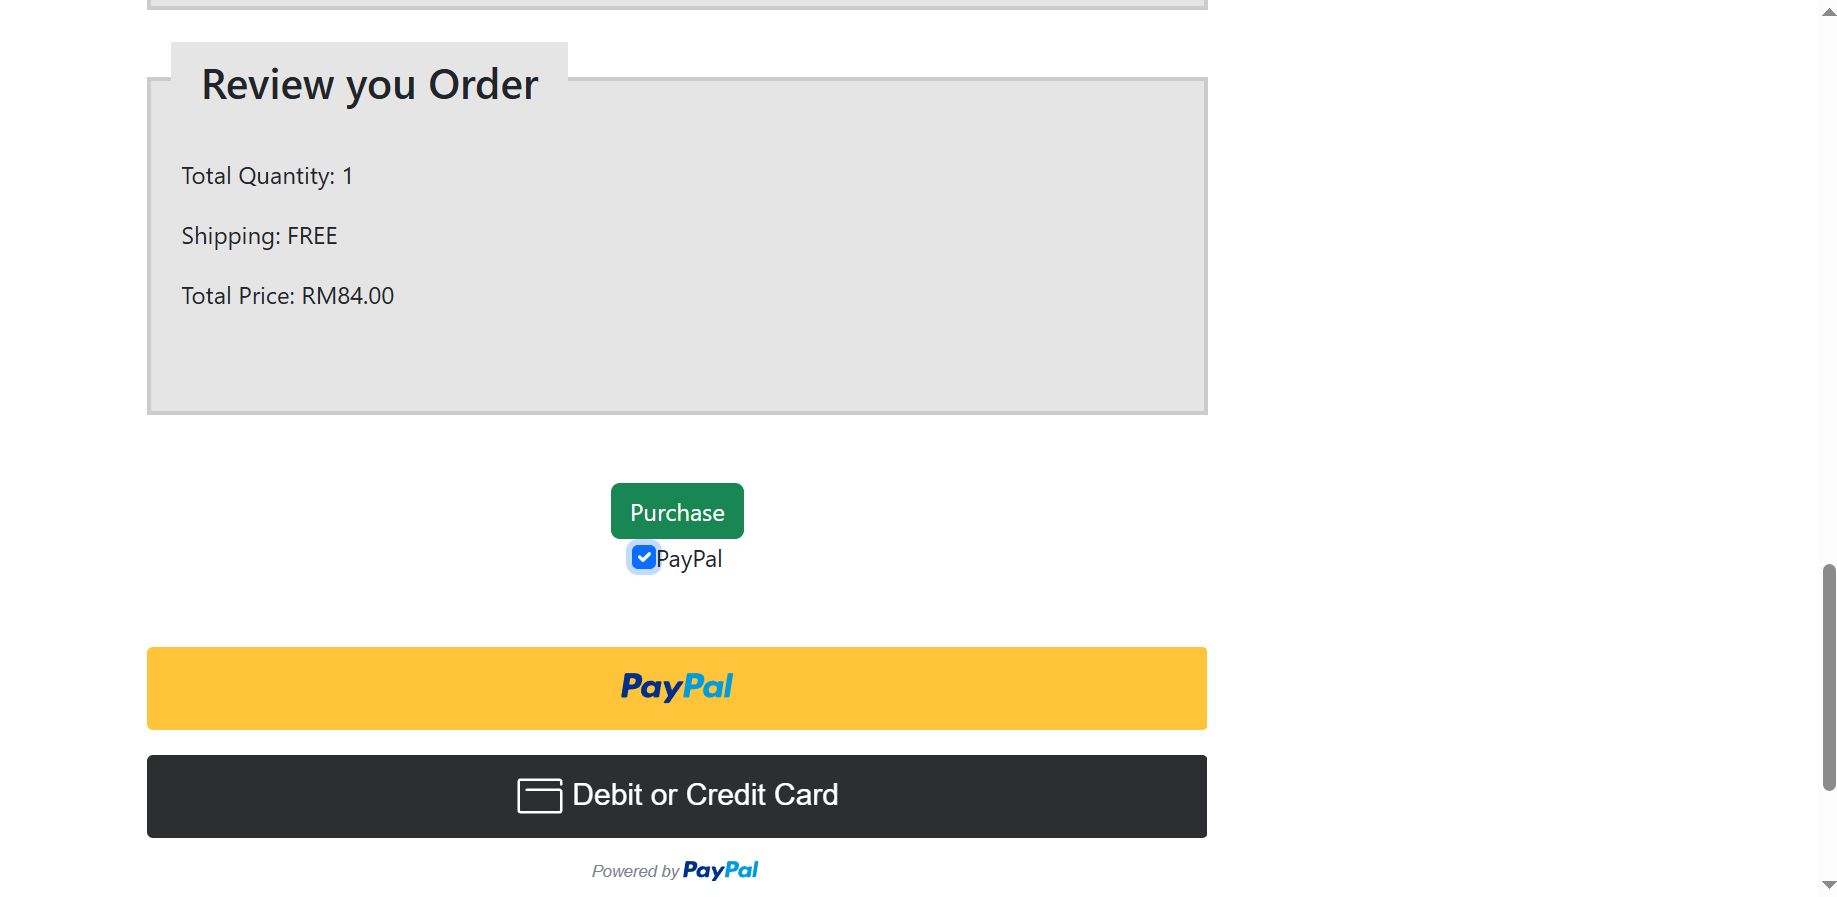 Review you Order
Total Quantity: 1
Shipping: FREE
Total Price: RM84.00
Purchase
PayPal
PayPal
Debit or Credit Card
Powered by PayPal